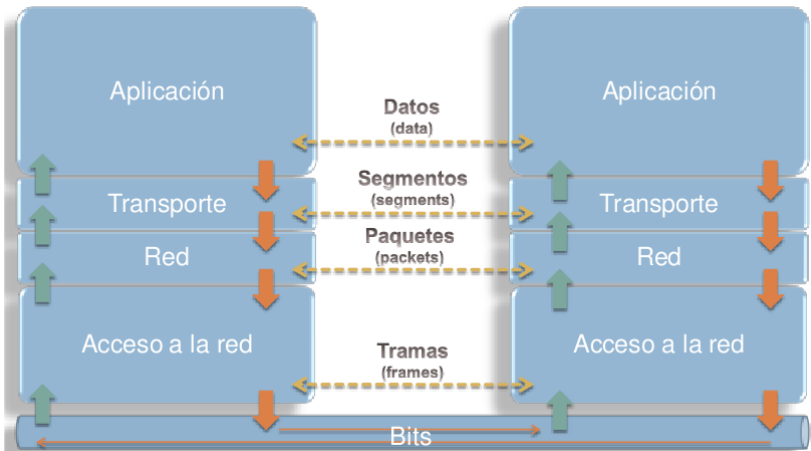 Aplicación
Datos
(data)
Aplicación
Segmentos
(segments)
Transporte
Transporte
Paquetes
(packets)
Red
Red
Acceso a la red
Tramas
(frames)
Acceso a la red
Bits